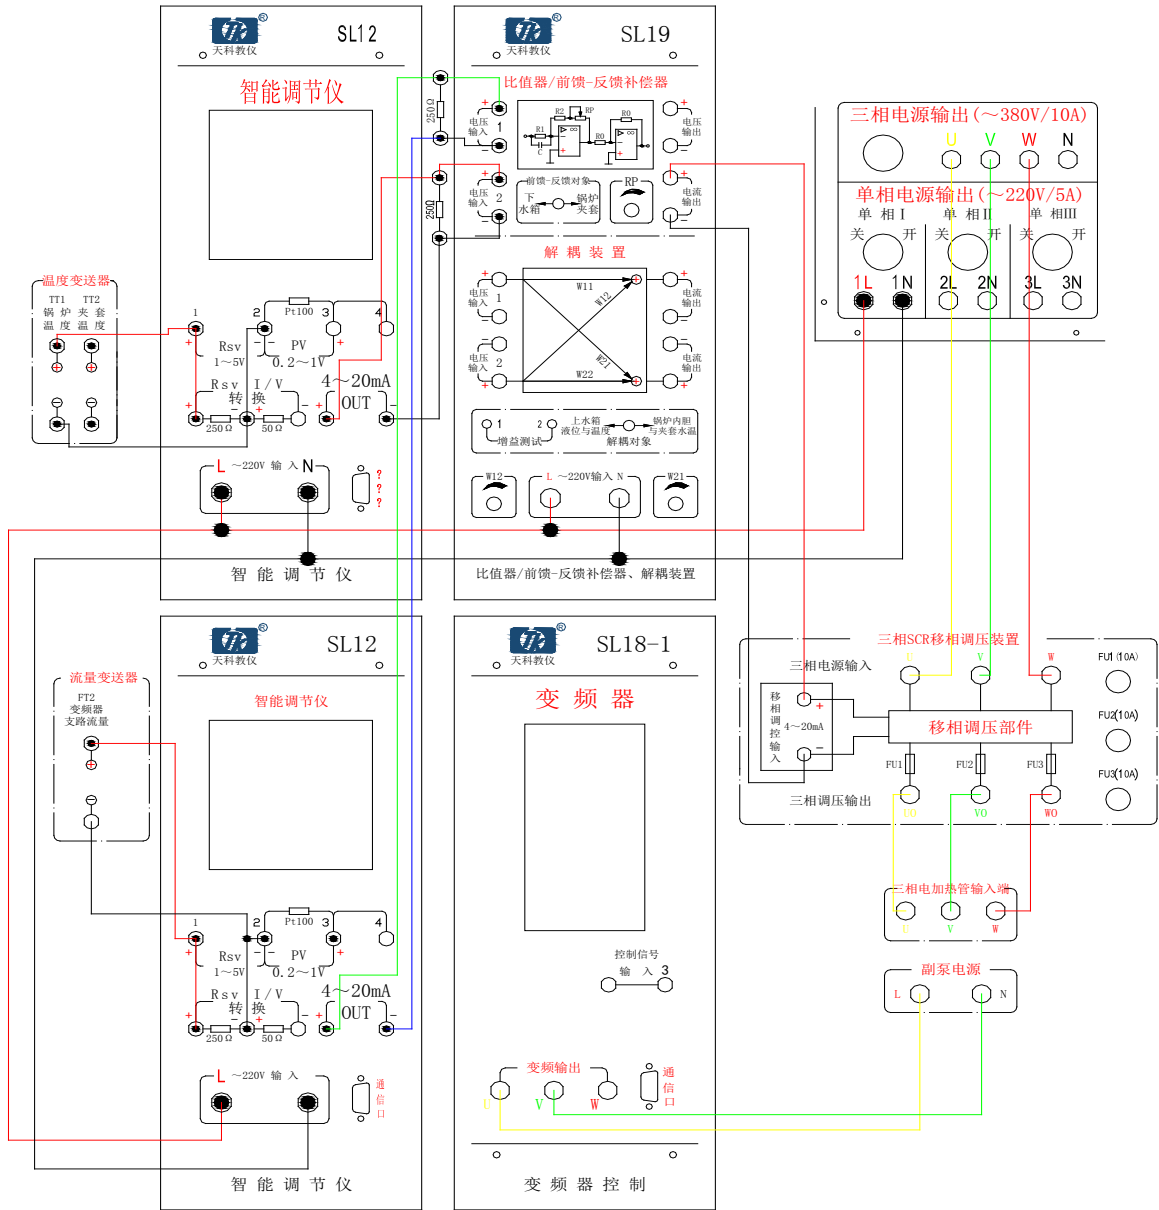 天科教仪
®
SL12
智能调节仪
1
2
Pt100
3
4
+
Rsv
1～5V
-
-
PV
0.2～1V
+
Rsv
I/V
转 换
4～20mA
OUT
+
-
+
-
+
-
250Ω
50Ω
L ～220V 输 入 N
?
?
?
智 能 调 节 仪
250Ω
250Ω
天科教仪
®
SL19
比值器/前馈-反馈补偿器
+
电压
输入
1
-
R2
RP
R1
C
∞
+
R0
R0
∞
+
+
电压
输出
-
+
电压
输入
2
-
前馈-反馈对象
下
水箱
锅炉
夹套
RP
+
电流
输出
-
解 耦 装 置
+
电压
输入
1
-
-
电压
输入
2
+
W11
W12
W21
W22
+
电流
输出
-
-
电流
输出
+
1
2
增益测试
上水箱
液位与温度
锅炉内胆
与夹套水温
解耦对象
W12
L ～220V输入 N
W21
比值器/前馈-反馈补偿器、解耦装置
三相电源输出(～380V/10A)
U
V
W
N
单相电源输出(～220V/5A)
单 相 I
单 相II
单 相III
关
开
关
开
关
开
1L
1N
2L
2N
3L
3N
温度变送器
TT1
锅 炉
温 度
TT2
夹 套
温 度
天科教仪
®
SL12
智能调节仪
1
2
Pt100
3
4
+
Rsv
1～5V
-
-
PV
0.2～1V
+
Rsv
I/V
转 换
4～20mA
OUT
+
-
+
-
+
-
250Ω
50Ω
L ～220V 输 入
通
信
口
智 能 调 节 仪
流量变送器
FT2
变频器
支路流量
天科教仪
®
SL18-1
变 频 器
控制信号
输 入 3
变频输出
U
V
W
通
信
口
变 频 器 控 制
三相SCR移相调压装置
三相电源输入
U
V
W
FU1(10A)
移
相
调
控
输
入
+
4～20mA
-
移相调压部件
FU2(10A)
FU1
FU2
FU3
FU3(10A)
三相调压输出
UO
VO
WO
三相电加热管输入端
U
V
W
副泵电源
L
N